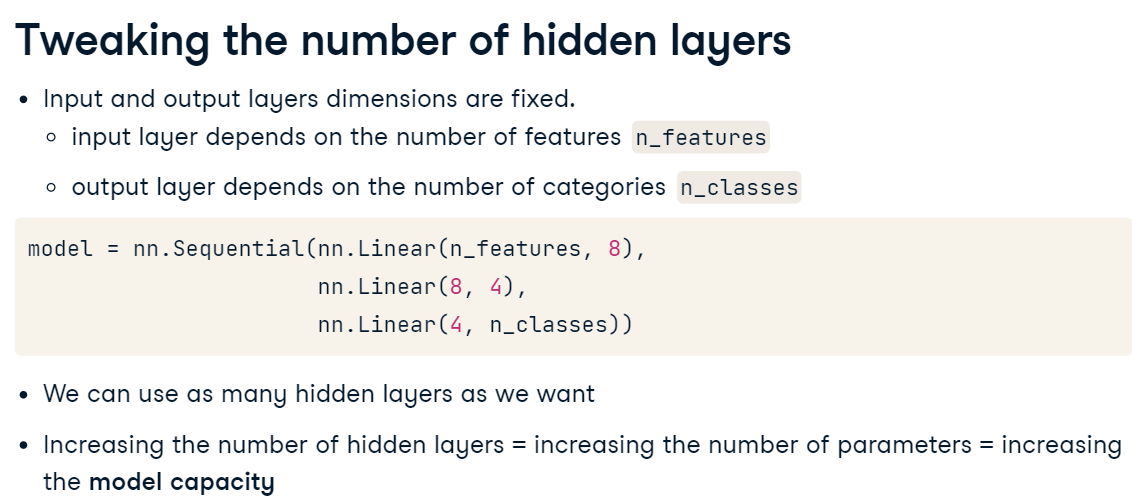 Tweaking the number of hidden layers
• Input and output layers dimensions are fixed.
◦ input layer depends on the number of features n_features
◦ output layer depends on the number of categories n_classes
model = nn.Sequential(nn.Linear(n_features, 8),
                      nn.Linear(8, 4),
                      nn.Linear(4, n_classes))
• We can use as many hidden layers as we want
• Increasing the number of hidden layers = increasing the number of parameters = increasing
the model capacity